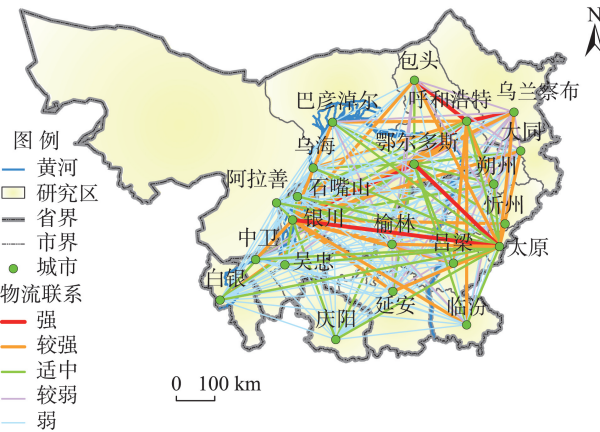 N
包头
巴彦淖尔
呼和浩特
乌兰察布
大同
乌海
鄂尔多斯
朔州
阿拉善
石嘴山
忻州
银川
榆林
吕梁
太原
中卫
吴忠
白银
延安
临汾
庆阳
图例
黄河
研究区
省界
市界
城市
物流联系
强
较强
适中
较弱
弱
0 100 km